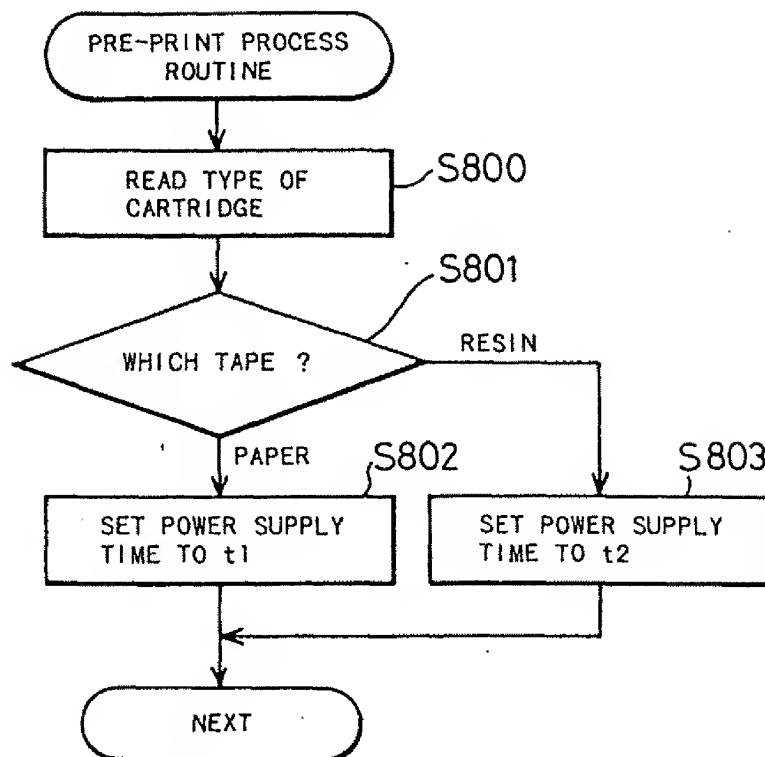 PRE-PRINT PROCESS
ROUTINE
READ TYPE OF
CARTRIDGE
S800
S801
WHICH TAPE ?
RESIN
PAPER
S802
S803
SET POWER SUPPLY
TIME TO t1
SET POWER SUPPLY
TIME TO t2
NEXT